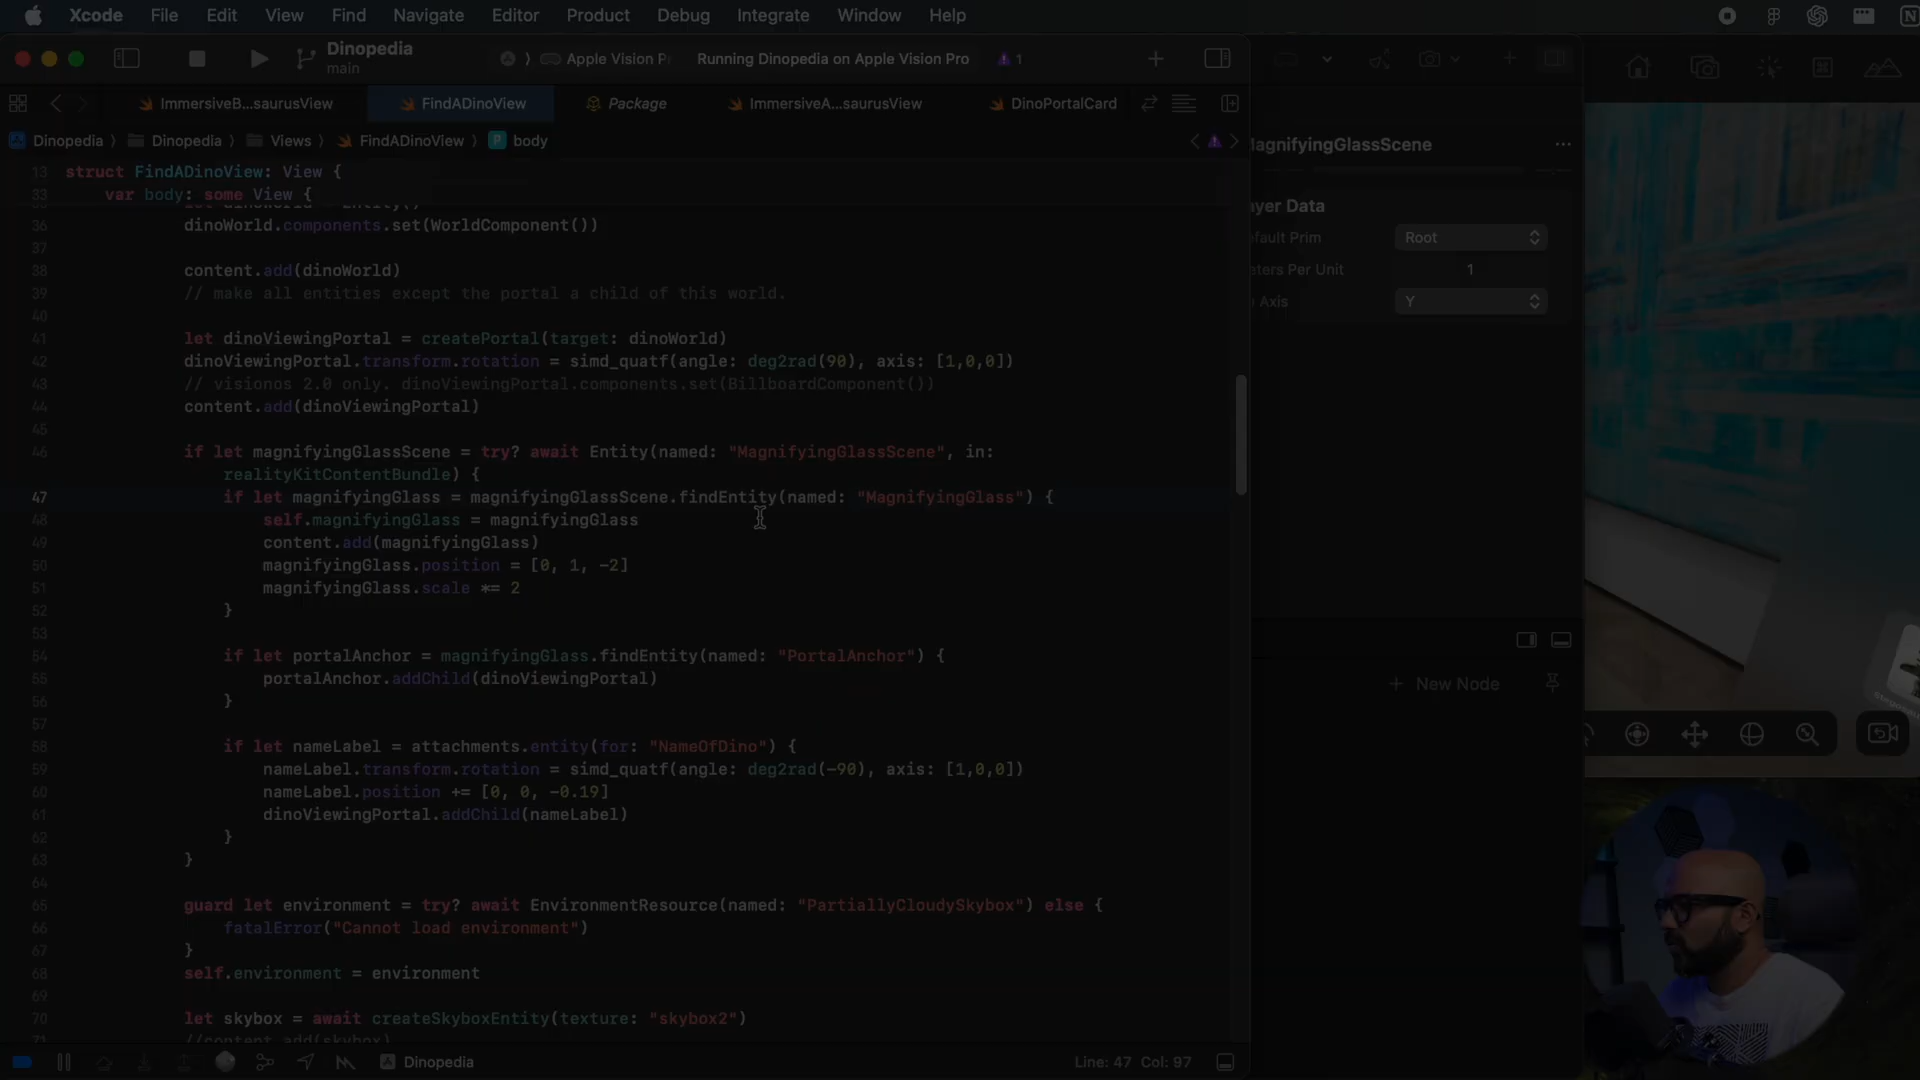 Xcode File Edit View Find Navigate Editor Product Debug Integrate Window Help
Dinopedia
main
Apple Vision P
Running Dinopedia on Apple Vision Pro
1
ImmersiveB...saurusView
FindADinoView
Package
ImmersiveA...saurusView
DinoPortalCard
Dinopedia 〉 Dinopedia 〉 Views 〉 FindADinoView 〉 P body
13 struct FindADinoView: View {
33 var body: some View {
36 dinoWorld.components.set(WorldComponent())
37
38 content.add(dinoWorld)
39 // make all entities except the portal a child of this world.
40
41 let dinoViewingPortal = createPortal(target: dinoWorld)
42 dinoViewingPortal.transform.rotation = simd_quatf(angle: deg2rad(90), axis: [1,0,0])
43 // visionos 2.0 only. dinoViewingPortal.components.set(BillboardComponent())
44 content.add(dinoViewingPortal)
45
46 if let magnifyingGlassScene = try? await Entity(named: "MagnifyingGlassScene", in:
realityKitContentBundle) {
47 if let magnifyingGlass = magnifyingGlassScene.findEntity(named: "MagnifyingGlass") {
48 self.magnifyingGlass = magnifyingGlass
49 content.add(magnifyingGlass)
50 magnifyingGlass.position = [0, 1, -2]
51 magnifyingGlass.scale *= 2
52 }
53
54 if let portalAnchor = magnifyingGlass.findEntity(named: "PortalAnchor") {
55 portalAnchor.addChild(dinoViewingPortal)
56 }
57
58 if let nameLabel = attachments.entity(for: "NameOfDino") {
59 nameLabel.transform.rotation = simd_quatf(angle: deg2rad(-90), axis: [1,0,0])
60 nameLabel.position += [0, 0, -0.19]
61 dinoViewingPortal.addChild(nameLabel)
62 }
63 }
64
65 guard let environment = try? await EnvironmentResource(named: "PartiallyCloudySkybox") else {
66 fatalError("Cannot load environment")
67 }
68 self.environment = environment
69
70 let skybox = await createSkyboxEntity(texture: "skybox2")
71 //content.add(skybox)
Dinopedia
Line: 47 Col: 97
agnifyingGlassScene
ayer Data
efault Prim Root
eters Per Unit 1
Axis Y
+ New Node